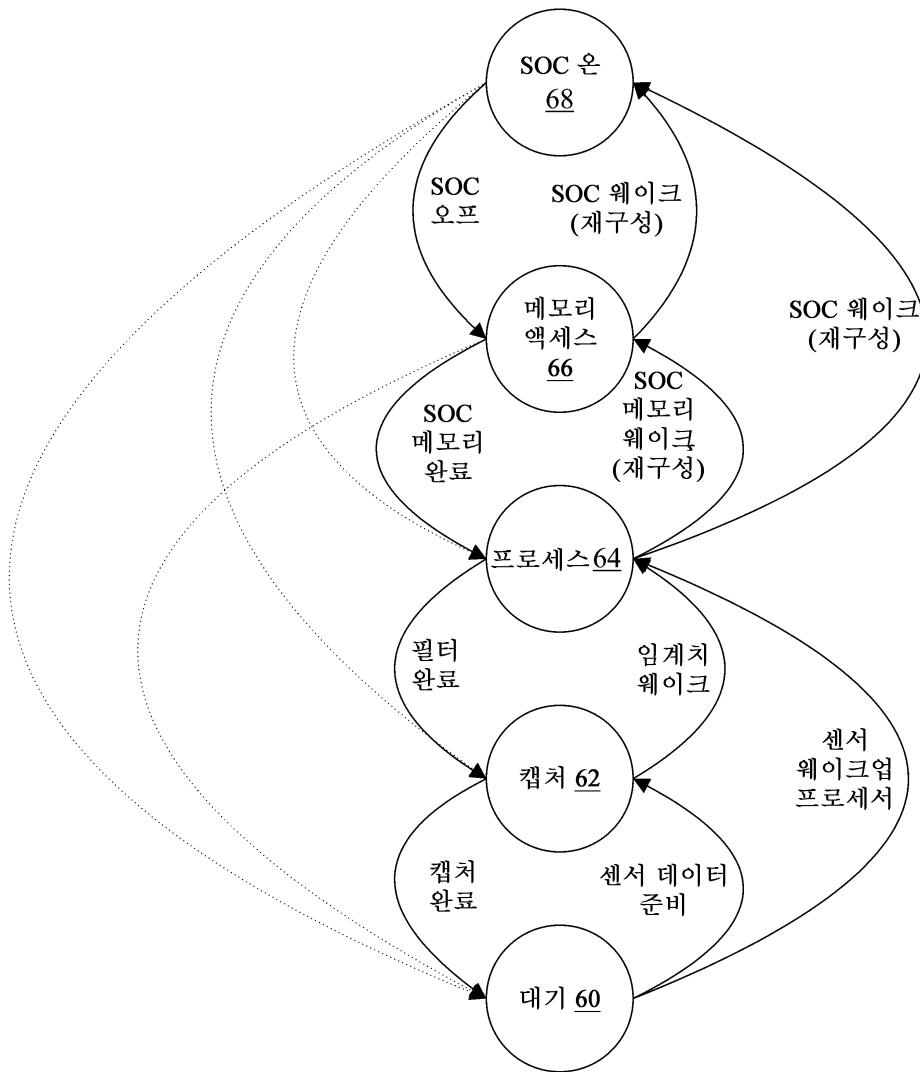 SOC 온
68
SOC
오프
SOC 웨이크
(재구성)
메모리
액세스
66
SOC 웨이크
(재구성)
SOC
메모리
완료
SOC
메모리
웨이크
(재구성)
프로세스 64
필터
완료
임계치
웨이크
센서
웨이크업
프로세서
캡처 62
캡처
완료
센서 데이터
준비
대기 60